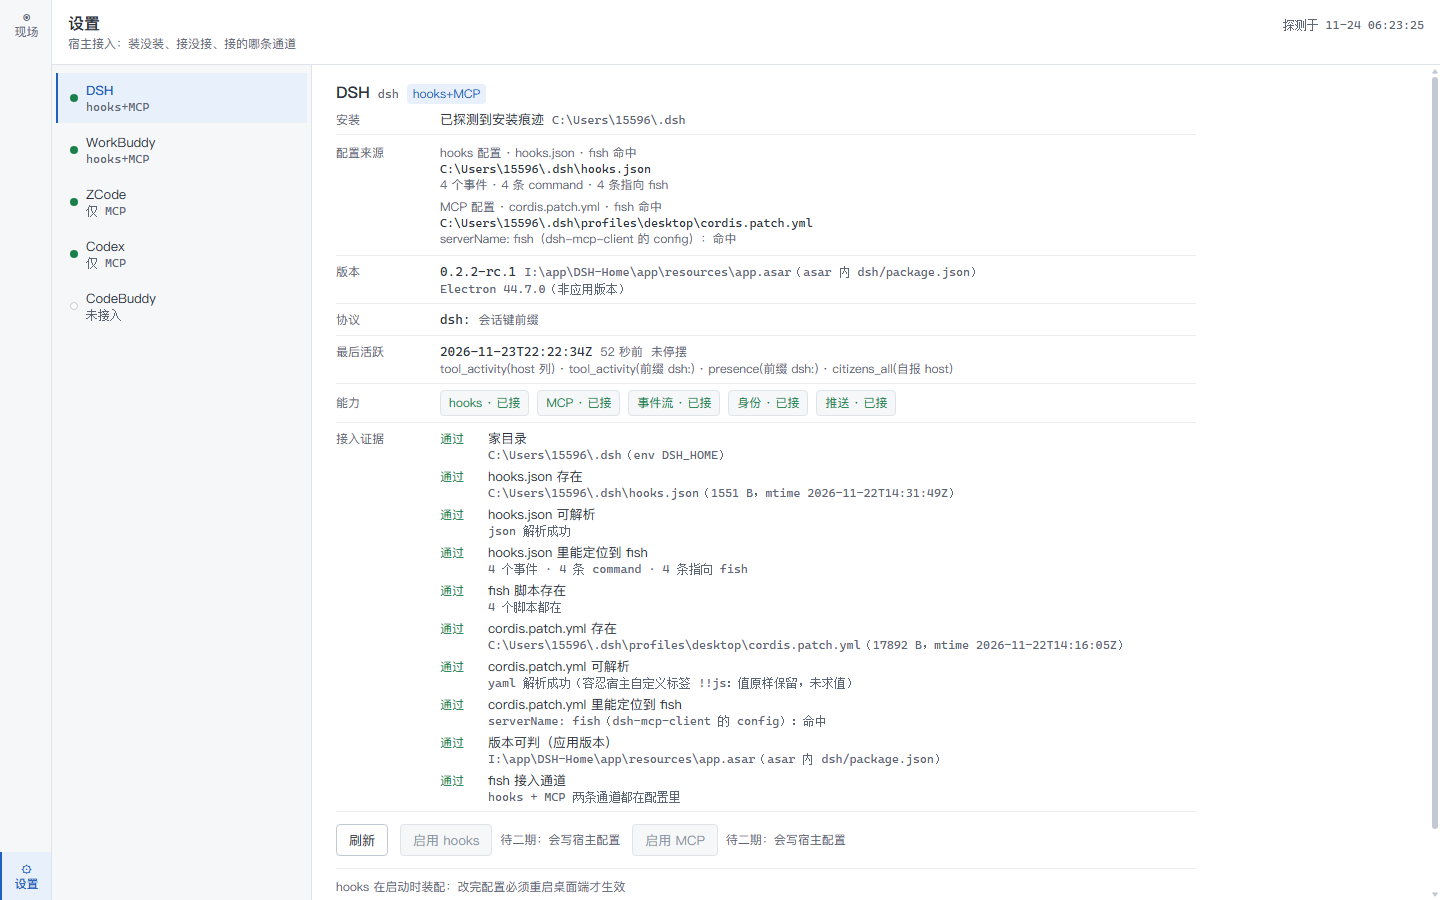 现场
设置
宿主接入：装没装、接没接、接的哪条通道
探测于 11-24 06:23:25
DSH
hooks+MCP
WorkBuddy
hooks+MCP
ZCode
仅 MCP
Codex
仅 MCP
CodeBuddy
未接入
设置
DSH dsh hooks+MCP
安装 已探测到安装痕迹 C:\Users\15596\.dsh
配置来源 hooks 配置 · hooks.json · fish 命中
C:\Users\15596\.dsh\hooks.json
4 个事件 · 4 条 command · 4 条指向 fish
MCP 配置 · cordis.patch.yml · fish 命中
C:\Users\15596\.dsh\profiles\desktop\cordis.patch.yml
serverName: fish（dsh-mcp-client 的 config）：命中
版本 0.2.2-rc.1 I:\app\DSH-Home\app\resources\app.asar（asar 内 dsh/package.json）
Electron 44.7.0（非应用版本）
协议 dsh: 会话键前缀
最后活跃 2026-11-23T22:22:34Z 52 秒前 未停摆
tool_activity(host 列) · tool_activity(前缀 dsh:) · presence(前缀 dsh:) · citizens_all(自报 host)
能力 hooks · 已接 MCP · 已接 事件流 · 已接 身份 · 已接 推送 · 已接
接入证据 通过 家目录
C:\Users\15596\.dsh（env DSH_HOME）
通过 hooks.json 存在
C:\Users\15596\.dsh\hooks.json（1551 B，mtime 2026-11-22T14:31:49Z）
通过 hooks.json 可解析
json 解析成功
通过 hooks.json 里能定位到 fish
4 个事件 · 4 条 command · 4 条指向 fish
通过 fish 脚本存在
4 个脚本都在
通过 cordis.patch.yml 存在
C:\Users\15596\.dsh\profiles\desktop\cordis.patch.yml（17892 B，mtime 2026-11-22T14:16:05Z）
通过 cordis.patch.yml 可解析
yaml 解析成功（容忍宿主自定义标签 !!js：值原样保留，未求值）
通过 cordis.patch.yml 里能定位到 fish
serverName: fish（dsh-mcp-client 的 config）：命中
通过 版本可判（应用版本）
I:\app\DSH-Home\app\resources\app.asar（asar 内 dsh/package.json）
通过 fish 接入通道
hooks + MCP 两条通道都在配置里
刷新 启用 hooks 待二期：会写宿主配置 启用 MCP 待二期：会写宿主配置
hooks 在启动时装配：改完配置必须重启桌面端才生效